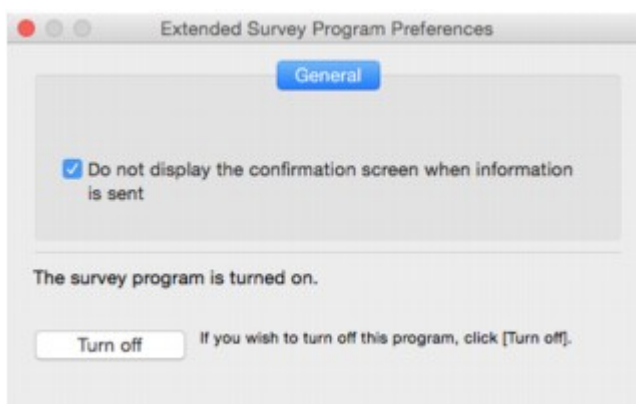 Extended Survey Program Preferences
General
Do not display the confirmation screen when information
is sent
The survey program is turned on.
Turn off
If you wish to turn off this program, click [Turn off].